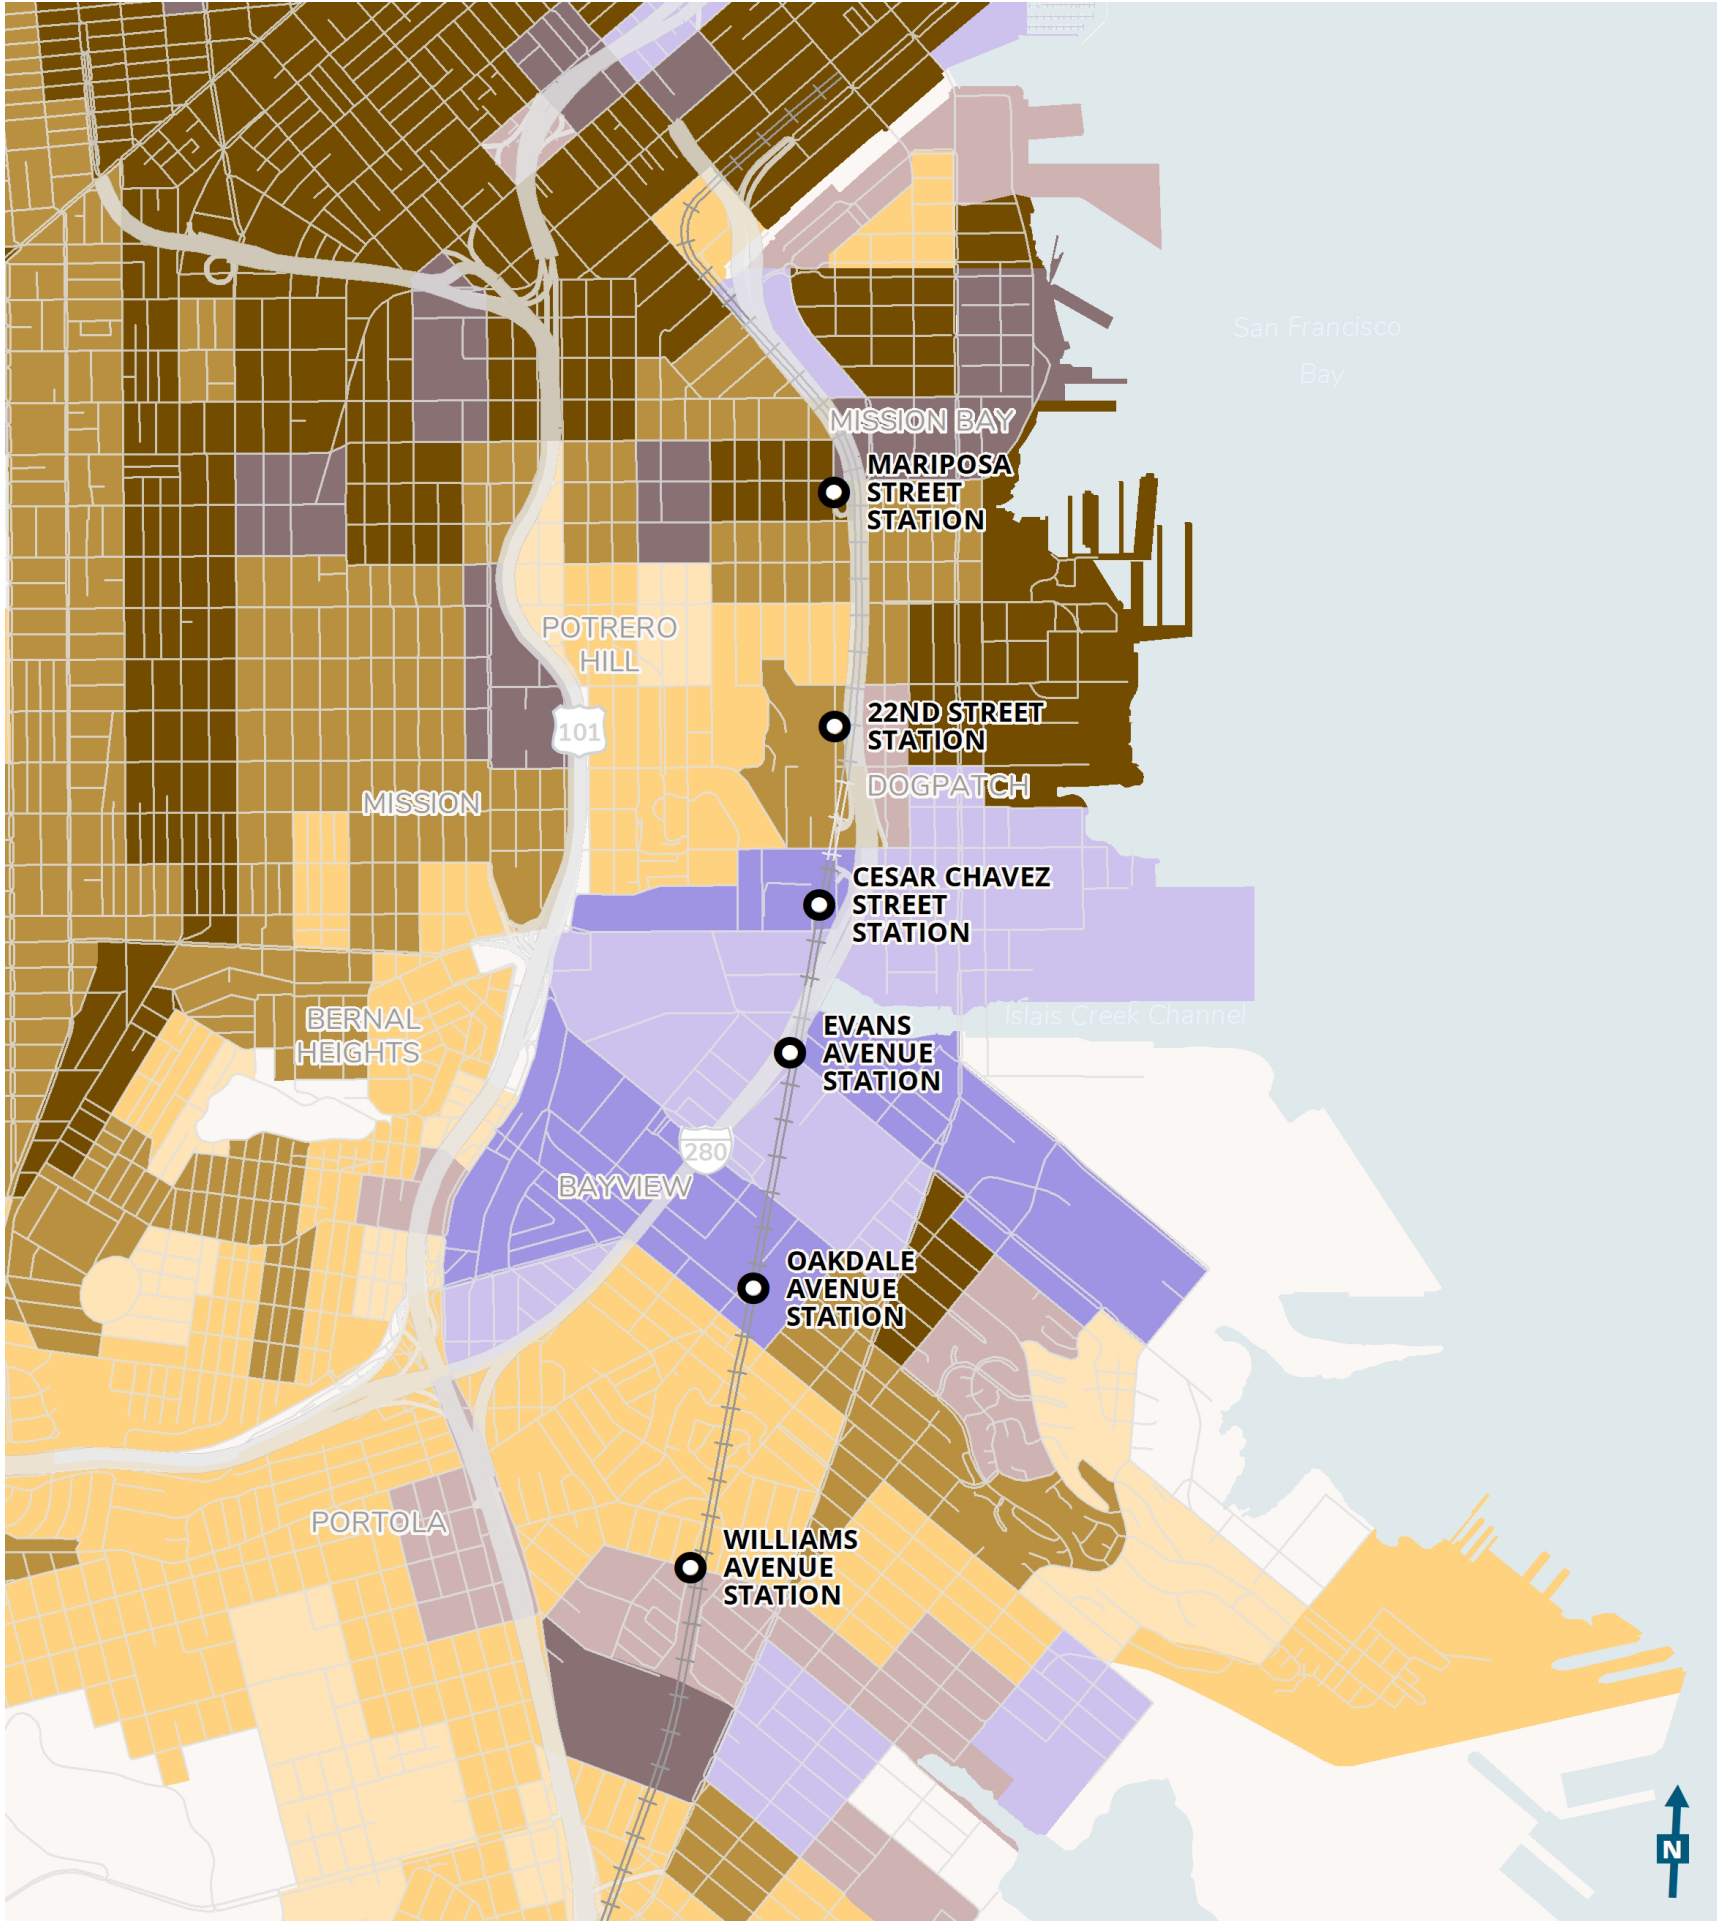 San Francisco
Bay
MISSION BAY
MARIPOSA
STREET
STATION
POTRERO
HILL
22ND STREET
STATION
101
DOGPATCH
MISSION
CESAR CHAVEZ
STREET
STATION
Islais Creek Channel
BERNAL
HEIGHTS
EVANS
AVENUE
STATION
280
BAYVIEW
OAKDALE
AVENUE
STATION
PORTOLA
WILLIAMS
AVENUE
STATION
N